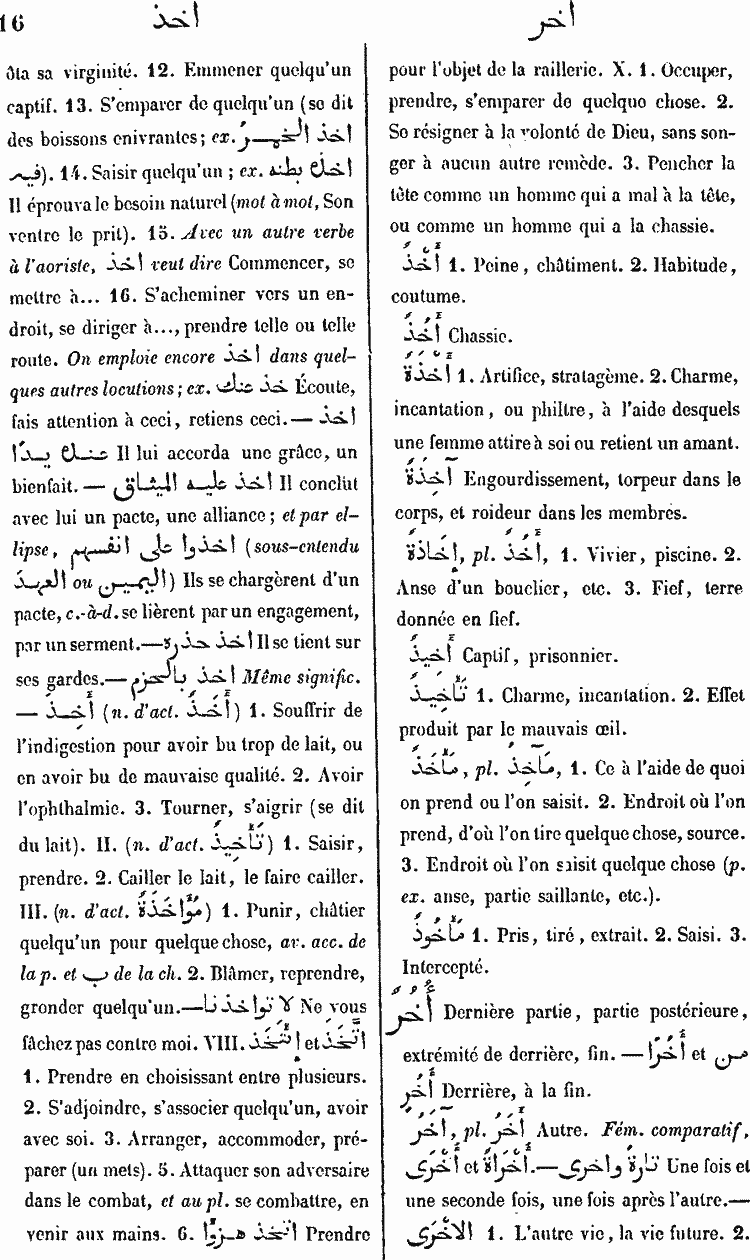 16 أخذ أخر
ôta sa virginité. 12. Emmener quelqu'un
captif. 13. S'emparer de quelqu'un (se dit
des boissons enivrantes; ex. اخذ الخمر
فيه). 14. Saisir quelqu'un ; ex. اخذه بطنه
Il éprouva le besoin naturel (mot à mot, Son
ventre le prit). 15. Avec un autre verbe
à l'aoriste, اخذ veut dire Commencer, se
mettre à... 16. S'acheminer vers un en-
droit, se diriger à..., prendre telle ou telle
route. On emploie encore اخذ dans quel-
ques autres locutions; ex. خذ عنك Écoute,
fais attention à ceci, retiens ceci.— اخذ
عنك يدًا Il lui accorda une grâce, un
bienfait.— اخذ عليه الميثاق Il conclut
avec lui un pacte, une alliance; et par el-
lipse, اخذوا على انفسهم (sous-entendu
اليمين ou العهد) Ils se chargèrent d'un
pacte, c.-à-d. se lièrent par un engagement,
par un serment.— اخذ حذره Il se tient sur
ses gardes.— اخذ بالحزم Même signific.
— أَخِذَ (n. d'act. أَخَذٌ) 1. Souffrir de
l'indigestion pour avoir bu trop de lait, ou
en avoir bu de mauvaise qualité. 2. Avoir
l'ophthalmie. 3. Tourner, s'aigrir (se dit
du lait). II. (n. d'act. تَأْخِيذٌ) 1. Saisir,
prendre. 2. Cailler le lait, le faire cailler.
III. (n. d'act. مُؤَاخَذَةٌ) 1. Punir, châtier
quelqu'un pour quelque chose, av. acc. de
la p. et ب de la ch. 2. Blâmer, reprendre,
gronder quelqu'un.— لا تواخذنا Ne vous
fâchez pas contre moi. VIII. اِئْتَخَذَ et اِتَّخَذَ
1. Prendre en choisissant entre plusieurs.
2. S'adjoindre, s'associer quelqu'un, avoir
avec soi. 3. Arranger, accommoder, pré-
parer (un mets). 5. Attaquer son adversaire
dans le combat, et au pl. se combattre, en
venir aux mains. 6. اتخذ هزوًا Prendre
pour l'objet de la raillerie. X. 1. Occuper,
prendre, s'emparer de quelque chose. 2.
Se résigner à la volonté de Dieu, sans son-
ger à aucun autre remède. 3. Pencher la
tête comme un homme qui a mal à la tête,
ou comme un homme qui a la chassie.
أَخْذٌ 1. Peine, châtiment. 2. Habitude,
coutume.
أُخُذٌ Chassie.
أُخْذَةٌ 1. Artifice, stratagème. 2. Charme,
incantation, ou philtre, à l'aide desquels
une femme attire à soi ou retient un amant.
آخِذَةٌ Engourdissement, torpeur dans le
corps, et roideur dans les membres.
إِخَاذَةٌ, pl. أُخُذٌ, 1. Vivier, piscine. 2.
Anse d'un bouclier, etc. 3. Fief, terre
donnée en fief.
أَخِيذٌ Captif, prisonnier.
تَأْخِيذٌ 1. Charme, incantation. 2. Effet
produit par le mauvais œil.
مَأْخَذٌ, pl. مَآخِذُ, 1. Ce à l'aide de quoi
on prend ou l'on saisit. 2. Endroit où l'on
prend, d'où l'on tire quelque chose, source.
3. Endroit où l'on saisit quelque chose (p.
ex. anse, partie saillante, etc.).
مَأْخُوذٌ 1. Pris, tiré, extrait. 2. Saisi. 3.
Intercepté.
أُخُرٌ Dernière partie, partie postérieure,
extrémité de derrière, fin. — أُخُرًا et من
أُخُرٍ Derrière, à la fin.
آخَرُ, pl. أُخَرُ Autre. Fém. comparatif,
أُخْرَى et أُخْرَاةٌ.— تارة واخرى Une fois et
une seconde fois, une fois après l'autre.—
الاخْرَى 1. L'autre vie, la vie future. 2.